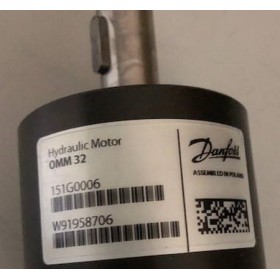 Hydraulic Motor
OMM 32
151G0006
W91958706
Danfoss
ASSEMBLED IN POLAND